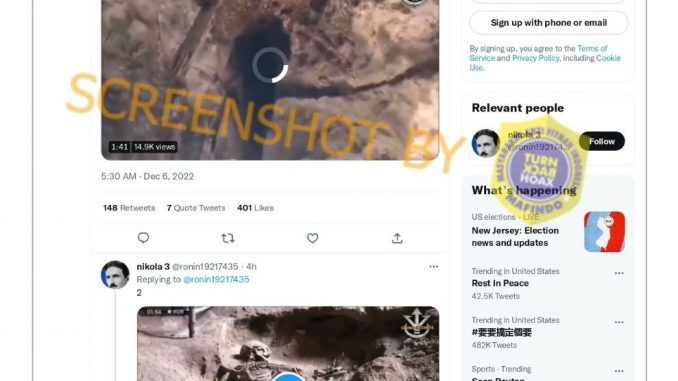 Sign up with phone or email
By signing up, you agree to the Terms of
Service and Privacy Policy, including Cookie
Use.
SCREENSHOT BY
1:41 14.9K views
5:30 AM · Dec 6, 2022
148 Retweets 7 Quote Tweets 401 Likes
Relevant people
nikola 3
@ronin192174...
Follow
TURN
BACK
HOAX
MAFINDO
What's happening
US elections · LIVE
New Jersey: Election
news and updates
Trending in United States
Rest In Peace
42.5K Tweets
Trending in United States
#要要搞定個要
482K Tweets
Sports · Trending
nikola 3 @ronin19217435 · 4h
Replying to @ronin19217435
2
01:54